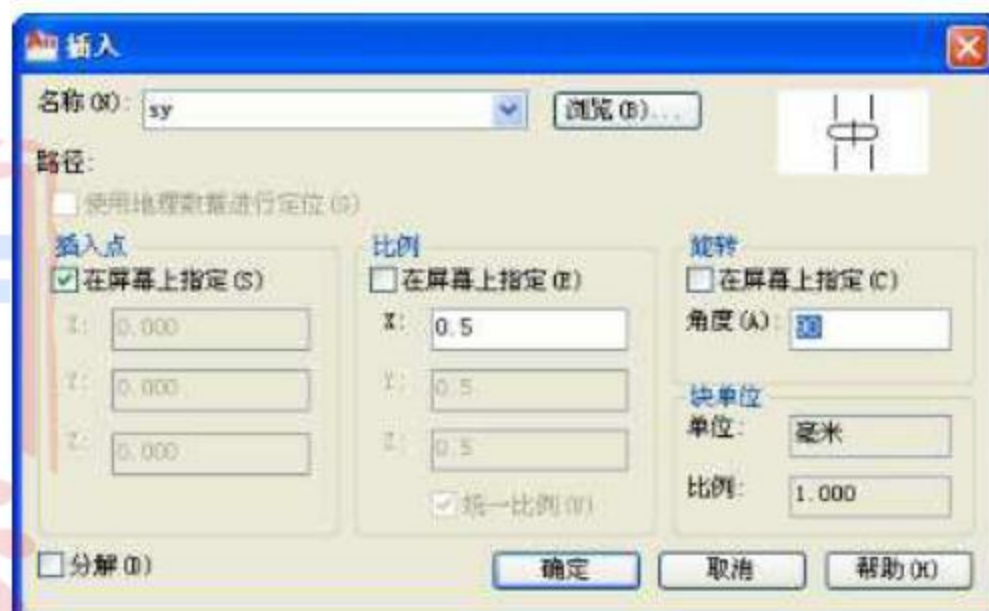 插入
名称(N): sy 浏览(B)...
路径:
使用地理数据进行定位(G)
插入点
在屏幕上指定(S)
X: 0.000
Y: 0.000
Z: 0.000
比例
在屏幕上指定(E)
X: 0.5
Y: 0.5
Z: 0.5
统一比例(U)
旋转
在屏幕上指定(C)
角度(A):
块单位
单位: 毫米
比例: 1.000
分解(D)
确定 取消 帮助(H)